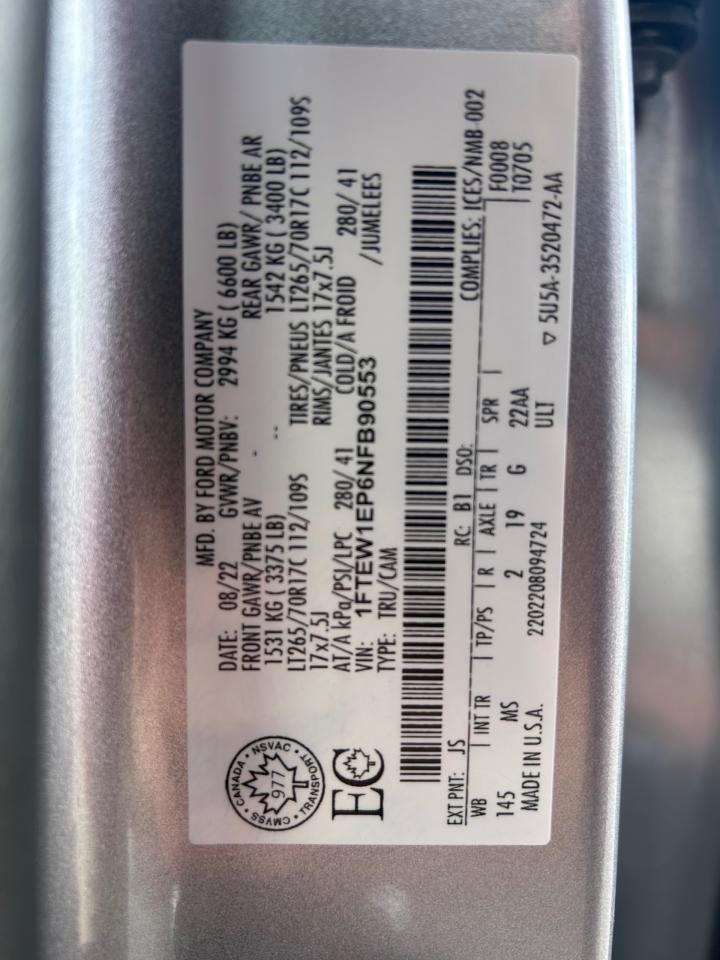 MFD. BY FORD MOTOR COMPANY
DATE: 08/22 GVWR/PNBV: 2994 KG ( 6600 LB)
FRONT GAWR/PNBE AV - REAR GAWR/ PNBE AR
1531 KG ( 3375 LB) -- 1542 KG ( 3400 LB)
LT265/70R17C 112/109S TIRES/PNEUS LT265/70R17C 112/109S
17x7.5J RIMS/JANTES 17x7.5J
AT/A kPa/PSI/LPC 280/ 41 COLD/A FROID 280/ 41
VIN: 1FTEW1EP6NFB90553 /JUMELEES
TYPE: TRU/CAM
CANADA • NSVAC • TRANSPORT • CMVSS •
977
EC
COMPLIES: ICES/NMB-002
EXT PNT: JS RC: B1 DSO: F0008
WB INT TR TP/PS R AXLE TR SPR T0705
145 MS 2 19 G 22AA
MADE IN U.S.A. ULT
2202208094724 ▽ 5U5A-3520472-AA